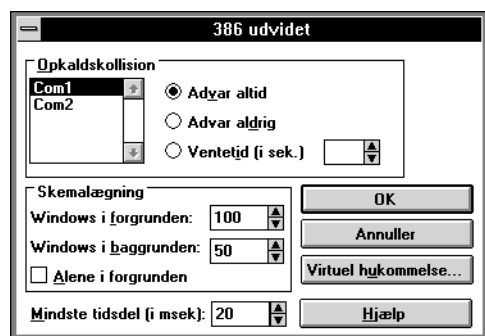 386 udvidet
Opkaldskollision
Com1
Com2
Advar altid
Advar aldrig
Ventetid (i sek.)
Skemalægning
Windows i forgrunden: 100
Windows i baggrunden: 50
Alene i forgrunden
Mindste tidsdel (i msek): 20
OK
Annuller
Virtuel hukommelse...
Hjælp